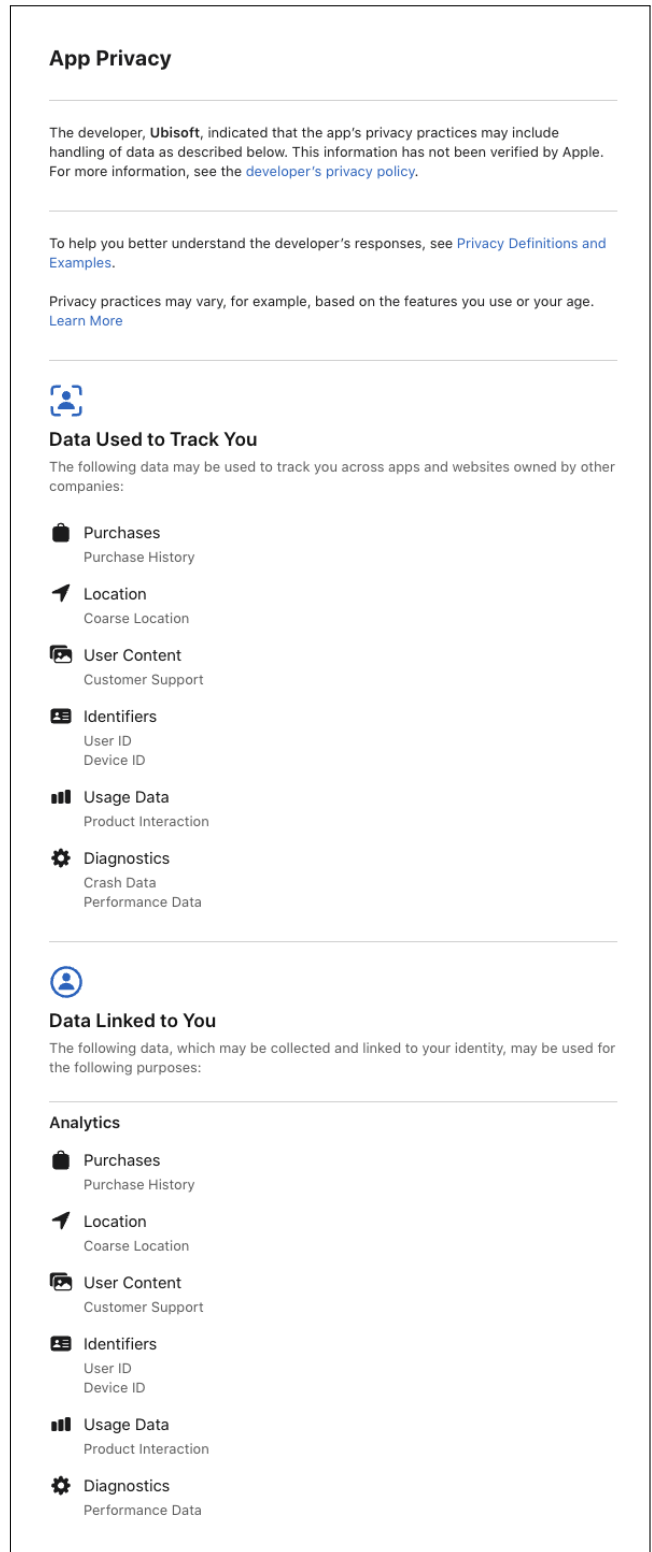 App Privacy
The developer, Ubisoft, indicated that the app’s privacy practices may include
handling of data as described below. This information has not been verified by Apple.
For more information, see the developer’s privacy policy.
To help you better understand the developer’s responses, see Privacy Definitions and
Examples.
Privacy practices may vary, for example, based on the features you use or your age.
Learn More
Data Used to Track You
The following data may be used to track you across apps and websites owned by other
companies:
Purchases
Purchase History
Location
Coarse Location
User Content
Customer Support
Identifiers
User ID
Device ID
Usage Data
Product Interaction
Diagnostics
Crash Data
Performance Data
Data Linked to You
The following data, which may be collected and linked to your identity, may be used for
the following purposes:
Analytics
Purchases
Purchase History
Location
Coarse Location
User Content
Customer Support
Identifiers
User ID
Device ID
Usage Data
Product Interaction
Diagnostics
Performance Data